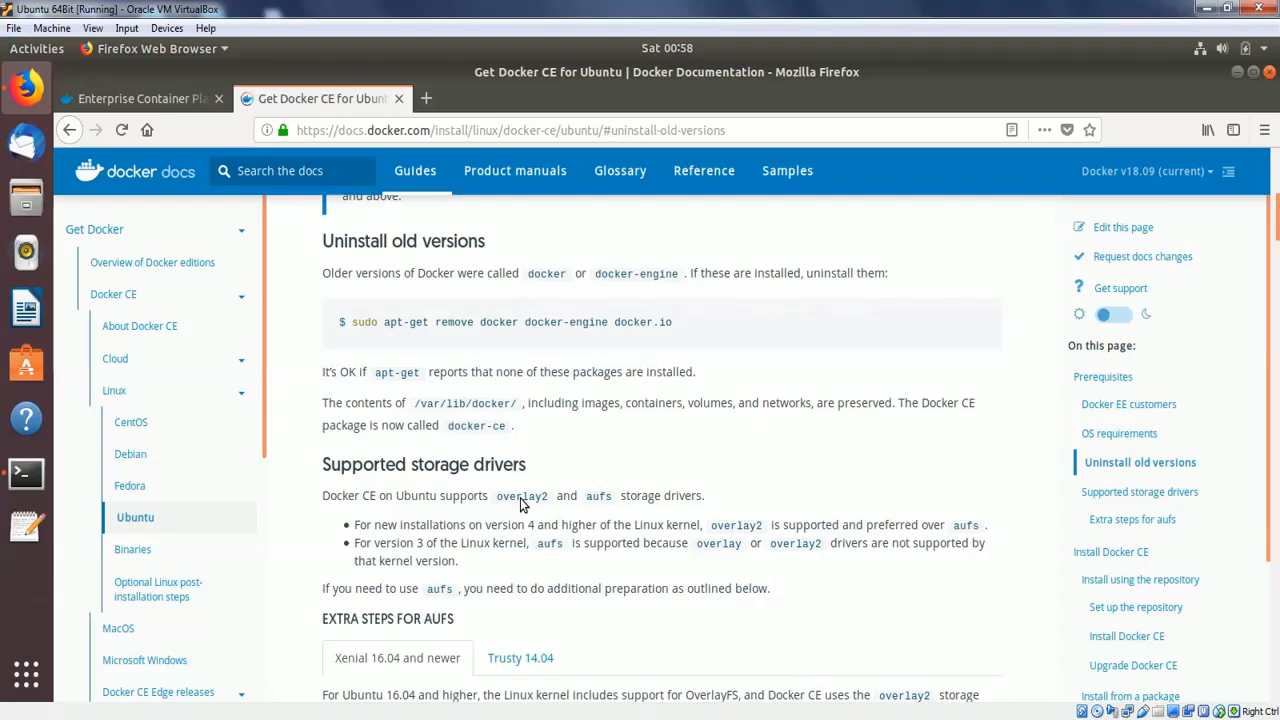 Ubuntu 64Bit [Running] - Oracle VM VirtualBox
File Machine View Input Devices Help
Activities Firefox Web Browser Sat 00:58
Get Docker CE for Ubuntu | Docker Documentation - Mozilla Firefox
Enterprise Container Pla Get Docker CE for Ubun
https://docs.docker.com/install/linux/docker-ce/ubuntu/#uninstall-old-versions
docker docs Search the docs Guides Product manuals Glossary Reference Samples Docker v18.09 (current)
Get Docker
Overview of Docker editions
Docker CE
About Docker CE
Cloud
Linux
CentOS
Debian
Fedora
Ubuntu
Binaries
Optional Linux post-
installation steps
MacOS
Microsoft Windows
Docker CE Edge releases
and above.
Uninstall old versions
Older versions of Docker were called docker or docker-engine . If these are installed, uninstall them:
$ sudo apt-get remove docker docker-engine docker.io
It's OK if apt-get reports that none of these packages are installed.
The contents of /var/lib/docker/ , including images, containers, volumes, and networks, are preserved. The Docker CE
package is now called docker-ce .
Supported storage drivers
Docker CE on Ubuntu supports overlay2 and aufs storage drivers.
• For new installations on version 4 and higher of the Linux kernel, overlay2 is supported and preferred over aufs .
• For version 3 of the Linux kernel, aufs is supported because overlay or overlay2 drivers are not supported by
that kernel version.
If you need to use aufs , you need to do additional preparation as outlined below.
EXTRA STEPS FOR AUFS
Xenial 16.04 and newer Trusty 14.04
For Ubuntu 16.04 and higher, the Linux kernel includes support for OverlayFS, and Docker CE uses the overlay2 storage
Edit this page
Request docs changes
Get support
On this page:
Prerequisites
Docker EE customers
OS requirements
Uninstall old versions
Supported storage drivers
Extra steps for aufs
Install Docker CE
Install using the repository
Set up the repository
Install Docker CE
Upgrade Docker CE
Install from a package
Right Ctrl